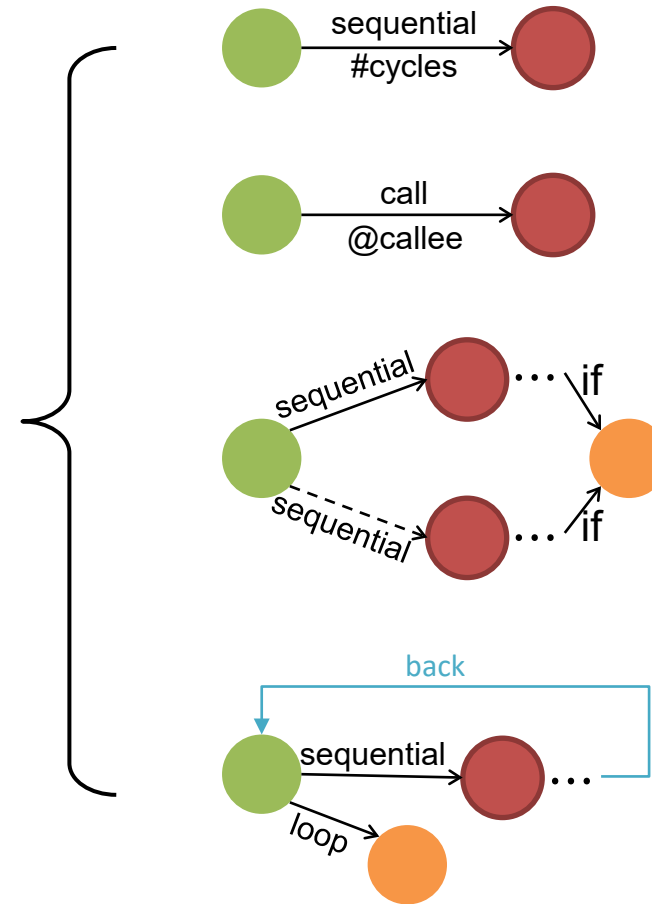 sequential
#cycles
call
@callee
sequential
...
if
sequential
...
if
back
sequential
...
loop